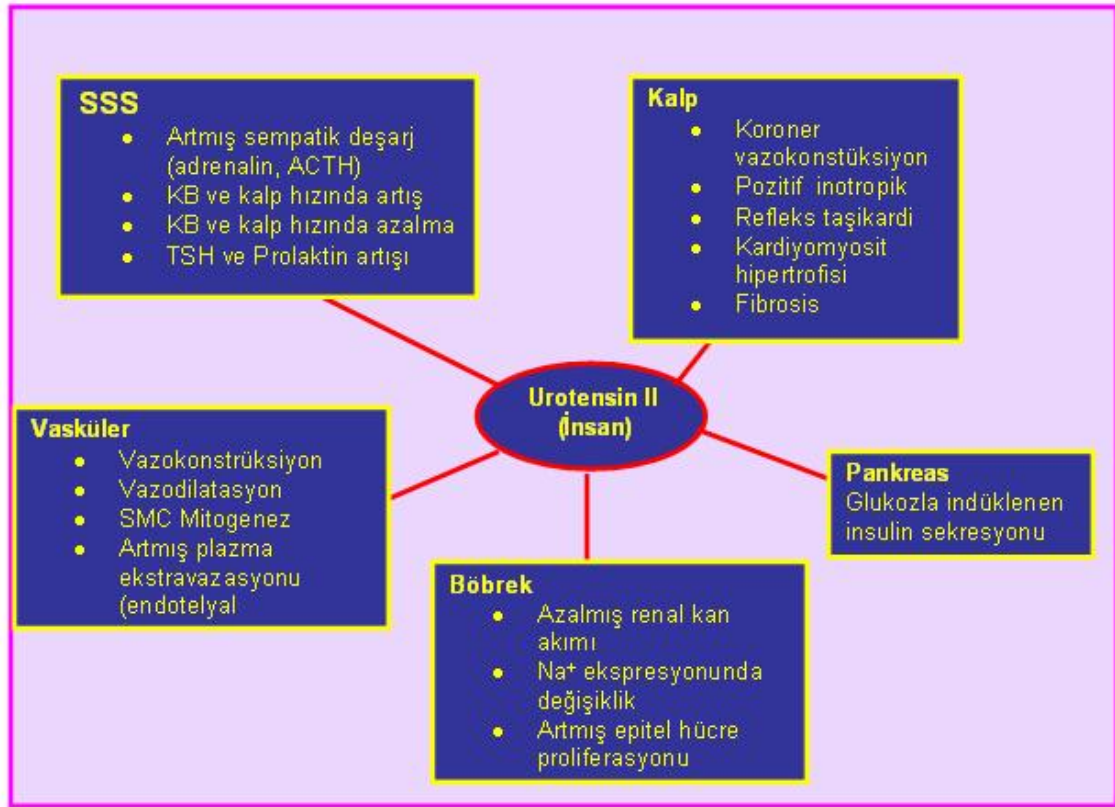 SSS
• Artmış sempatik deşarj
(adrenalin, ACTH)
• KB ve kalp hızında artış
• KB ve kalp hızında azalma
• TSH ve Prolaktin artışı
Kalp
• Koroner
vazokonstüksiyon
• Pozitif inotropik
• Refleks taşikardi
• Kardiyomyosit
hipertrofisi
• Fibrosis
Urotensin II
(İnsan)
Vasküler
• Vazokonstrüksiyon
• Vazodilatasyon
• SMC Mitogenez
• Artmış plazma
ekstravazasyonu
(endotelyal
Pankreas
Glukozla indüklenen
insulin sekresyonu
Böbrek
• Azalmış renal kan
akımı
• Na⁺ ekspresyonunda
değişiklik
• Artmış epitel hücre
proliferasyonu